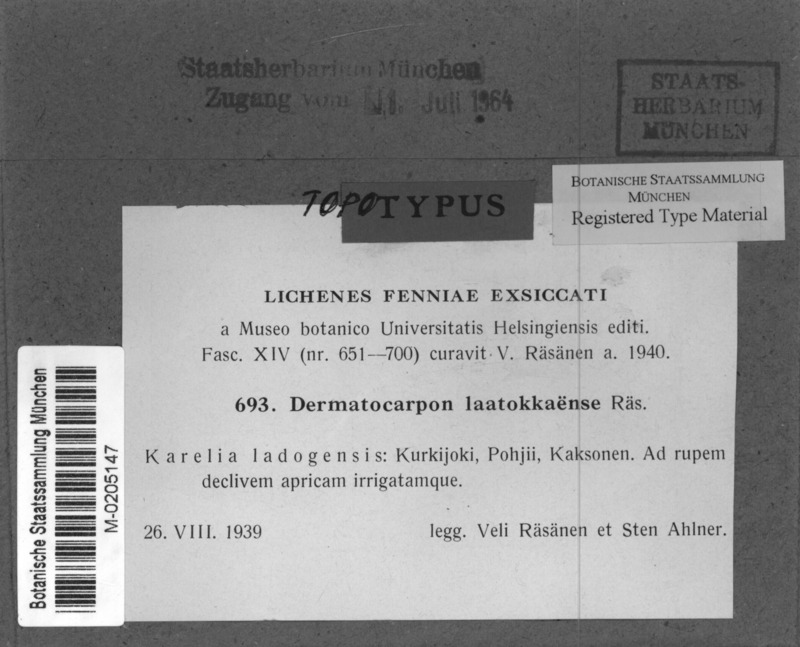 Staatsherbarium München
Zugang vom Juli 1964
STAATS-
HERBARIUM
MÜNCHEN
TOPOTYPUS
BOTANISCHE STAATSSAMMLUNG
MÜNCHEN
Registered Type Material
LICHENES FENNIAE EXSICCATI
a Museo botanico Universitatis Helsingiensis editi.
Fasc. XIV (nr. 651—700) curavit V. Räsänen a. 1940.
693. Dermatocarpon laatokkaënse Räs.
Karelia ladogensis: Kurkijoki, Pohjii, Kaksonen. Ad rupem
declivem apricam irrigatamque.
26. VIII. 1939 legg. Veli Räsänen et Sten Ahlner.
Botanische Staatssammlung München
M-0205147